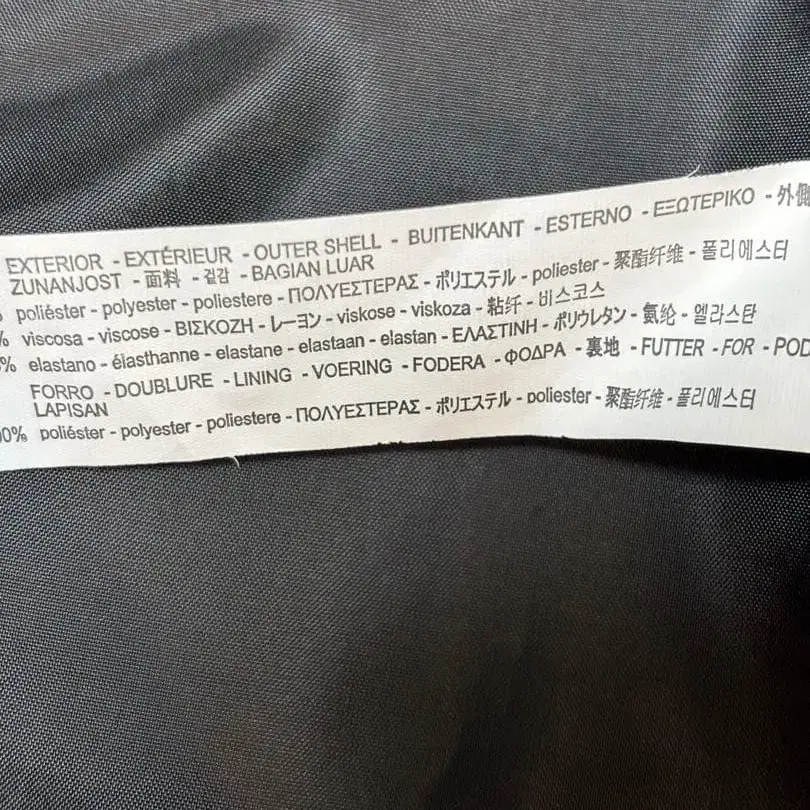 EXTERIOR - EXTÉRIEUR - OUTER SHELL - BUITENKANT - ESTERNO - ΕΞΩΤΕΡΙΚΟ - 外側
ZUNANJOST - 面料 - 겉감 - BAGIAN LUAR
% poliéster - polyester - poliestere - ΠΟΛΥΕΣΤΕΡΑΣ - ポリエステル - poliester - 聚酯纤维 - 폴리에스터
% viscosa - viscose - ΒΙΣΚΟΖΗ - レーヨン - viskose - viskoza - 粘纤 - 비스코스
% elastano - élasthanne - elastane - elastaan - elastan - ΕΛΑΣΤΙΝΗ - ポリウレタン - 氨纶 - 엘라스탄
FORRO - DOUBLURE - LINING - VOERING - FODERA - ΦΟΔΡΑ - 裏地 - FUTTER - FOR - POD
LAPISAN
00% poliéster - polyester - poliestere - ΠΟΛΥΕΣΤΕΡΑΣ - ポリエステル - poliester - 聚酯纤维 - 폴리에스터